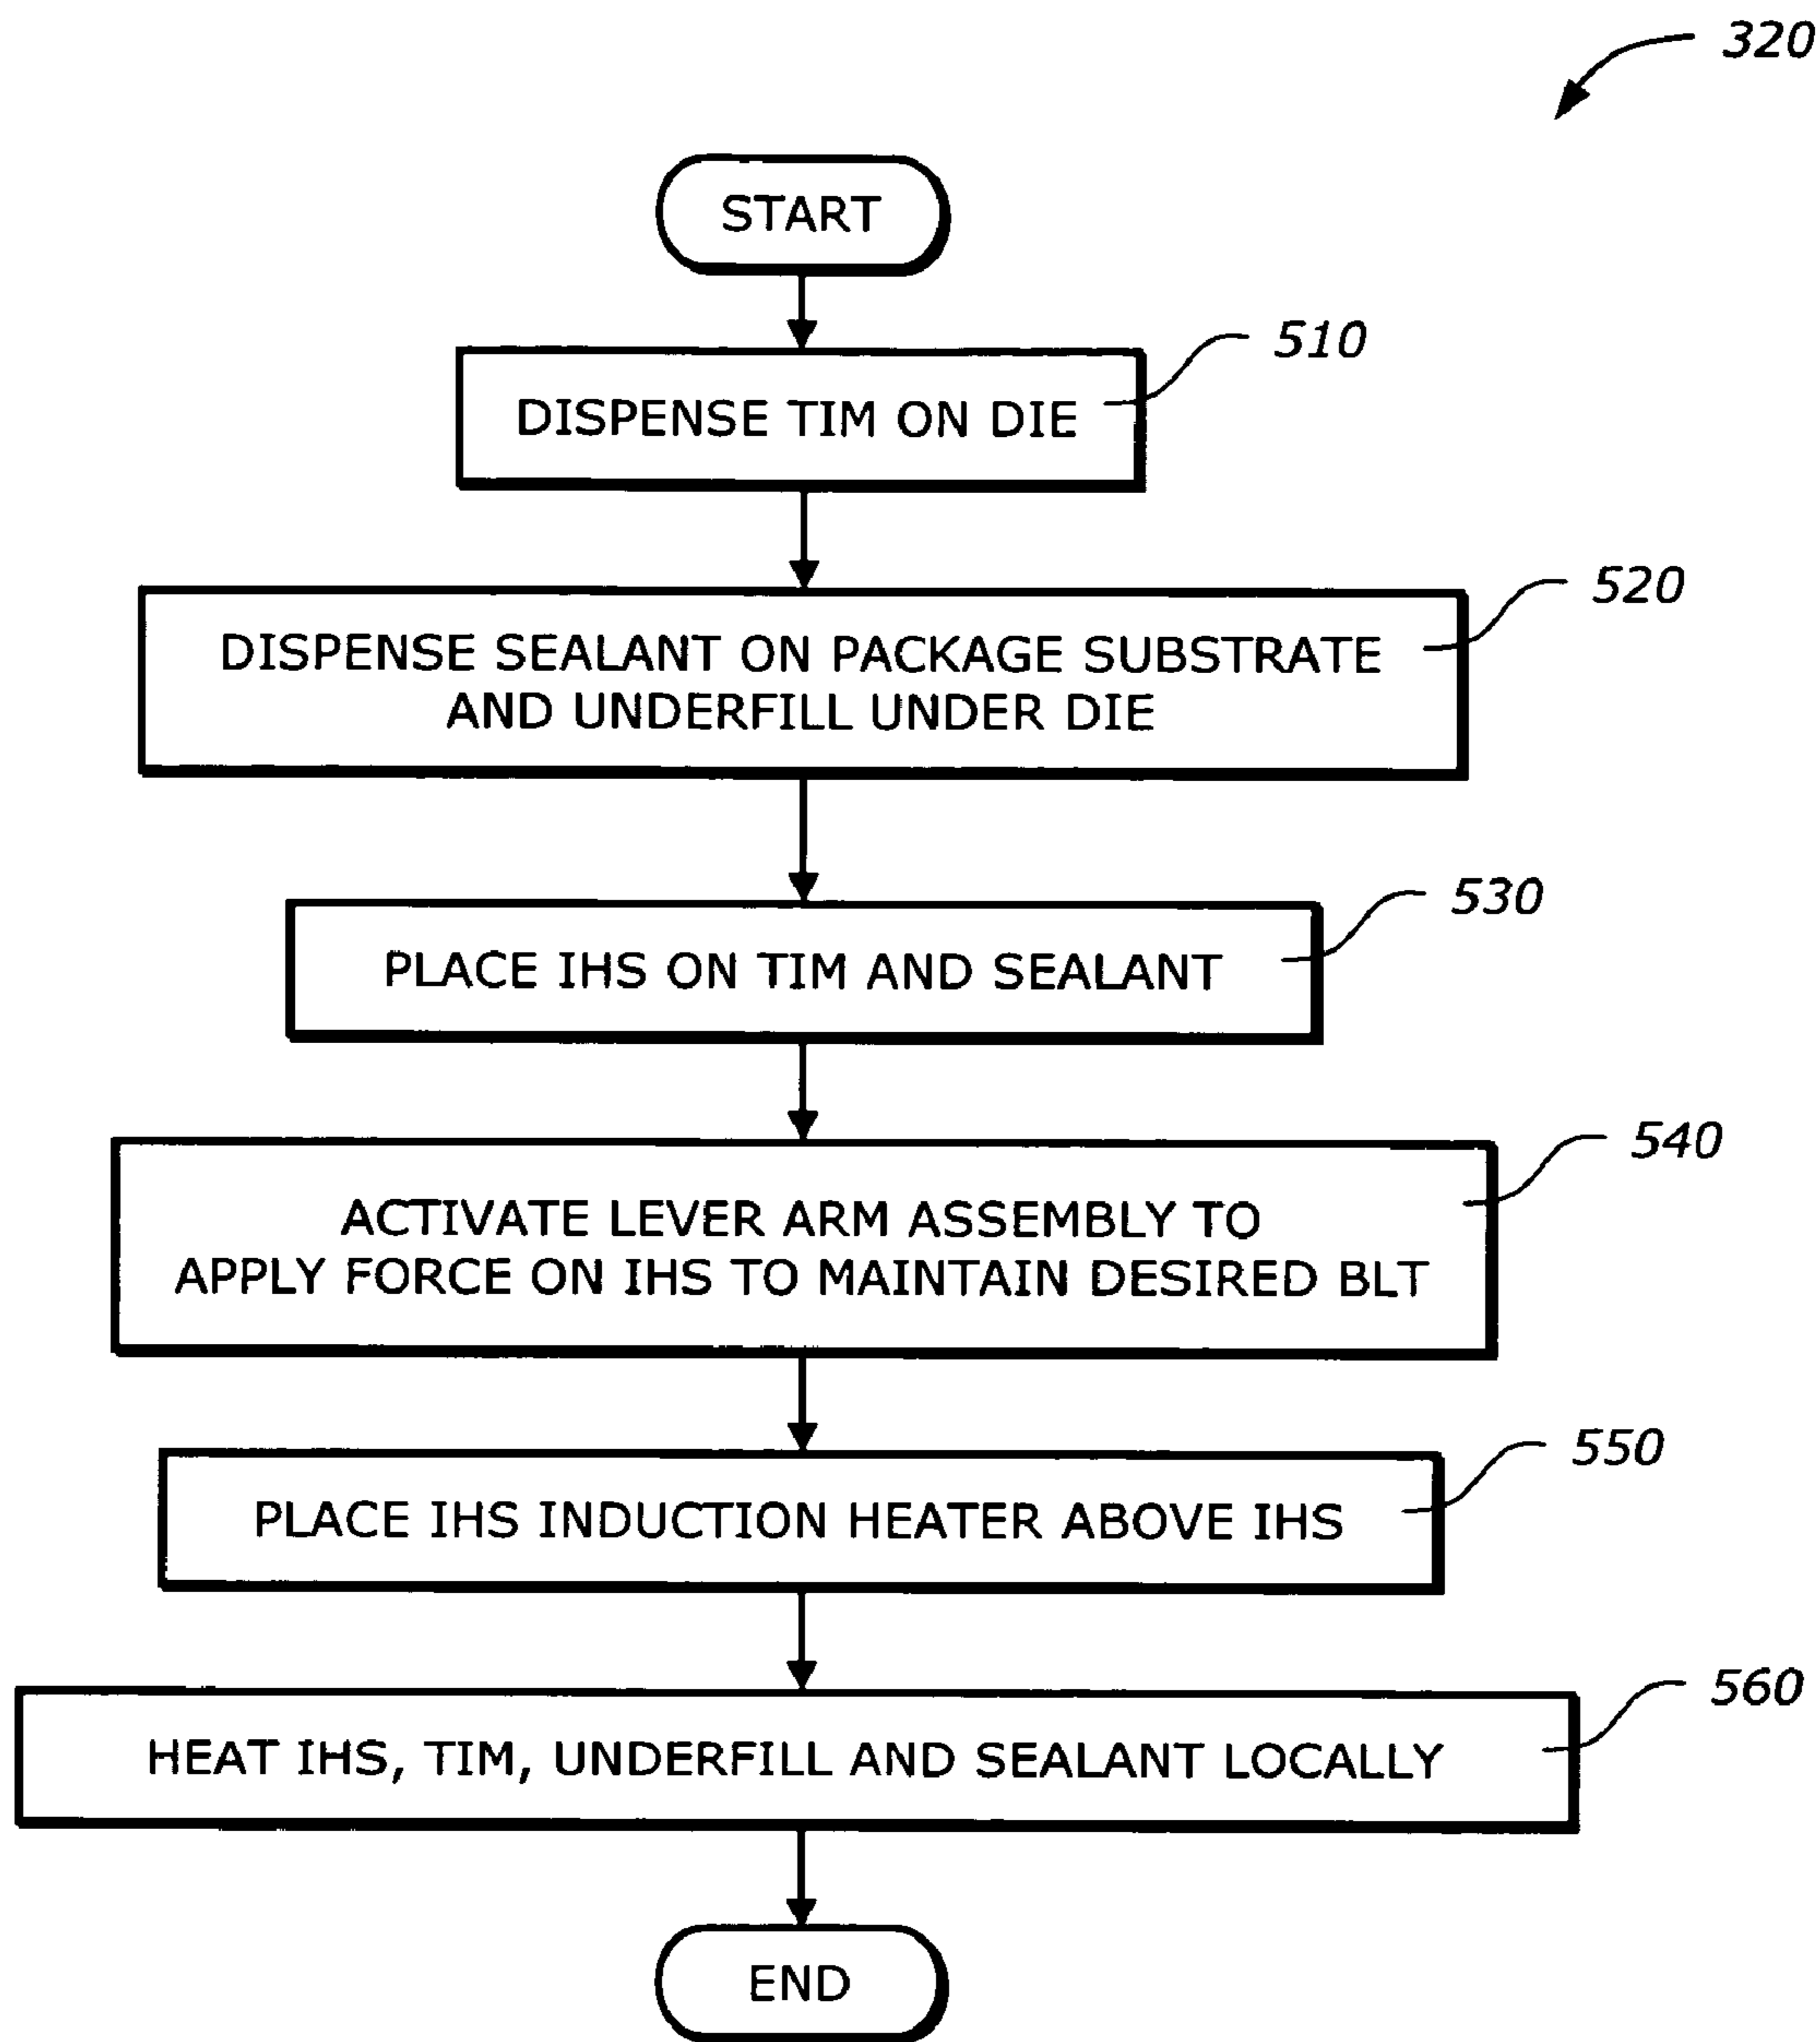 320
START
510
DISPENSE TIM ON DIE
520
DISPENSE SEALANT ON PACKAGE SUBSTRATE
AND UNDERFILL UNDER DIE
530
PLACE IHS ON TIM AND SEALANT
540
ACTIVATE LEVER ARM ASSEMBLY TO
APPLY FORCE ON IHS TO MAINTAIN DESIRED BLT
550
PLACE IHS INDUCTION HEATER ABOVE IHS
560
HEAT IHS, TIM, UNDERFILL AND SEALANT LOCALLY
END